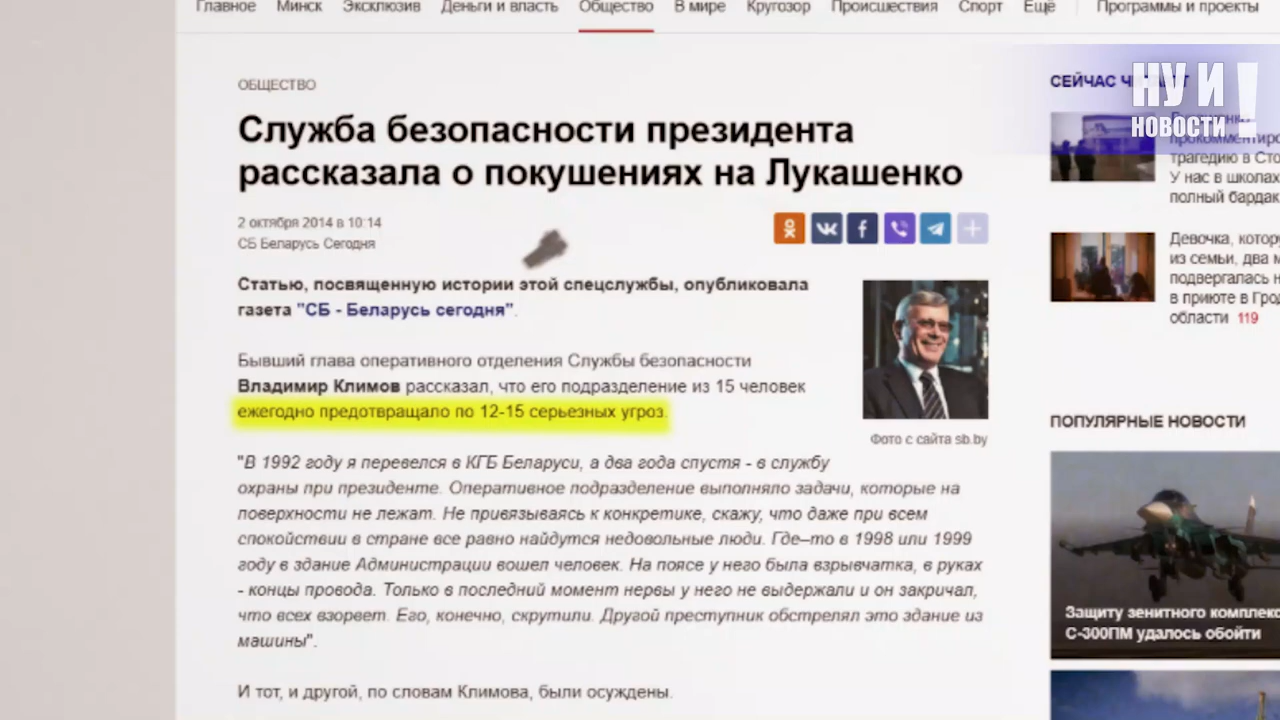 Главное Минск Эксклюзив Деньги и власть Общество В мире Кругозор Происшествия Спорт Ещё Программы и проекты
ОБЩЕСТВО
Служба безопасности президента
рассказала о покушениях на Лукашенко
2 октября 2014 в 10:14
СБ Беларусь Сегодня
Статью, посвященную истории этой спецслужбы, опубликовала
газета "СБ - Беларусь сегодня".
Бывший глава оперативного отделения Службы безопасности
Владимир Климов рассказал, что его подразделение из 15 человек
ежегодно предотвращало по 12-15 серьезных угроз.
Фото с сайта sb.by
"В 1992 году я перевелся в КГБ Беларуси, а два года спустя - в службу
охраны при президенте. Оперативное подразделение выполняло задачи, которые на
поверхности не лежат. Не привязываясь к конкретике, скажу, что даже при всем
спокойствии в стране все равно найдутся недовольные люди. Где–то в 1998 или 1999
году в здание Администрации вошел человек. На поясе у него была взрывчатка, в руках
- концы провода. Только в последний момент нервы у него не выдержали и он закричал,
что всех взорвет. Его, конечно, скрутили. Другой преступник обстрелял это здание из
машины".
И тот, и другой, по словам Климова, были осуждены.
СЕЙЧАС
НУ И
НОВОСТИ !
трагедию в Сто
У нас в школах
полный бардак
Девочка, котору
из семьи, два м
подвергалась н
в приюте в Грод
области 119
ПОПУЛЯРНЫЕ НОВОСТИ
Защиту зенитного комплекс
С-300ПМ удалось обойти